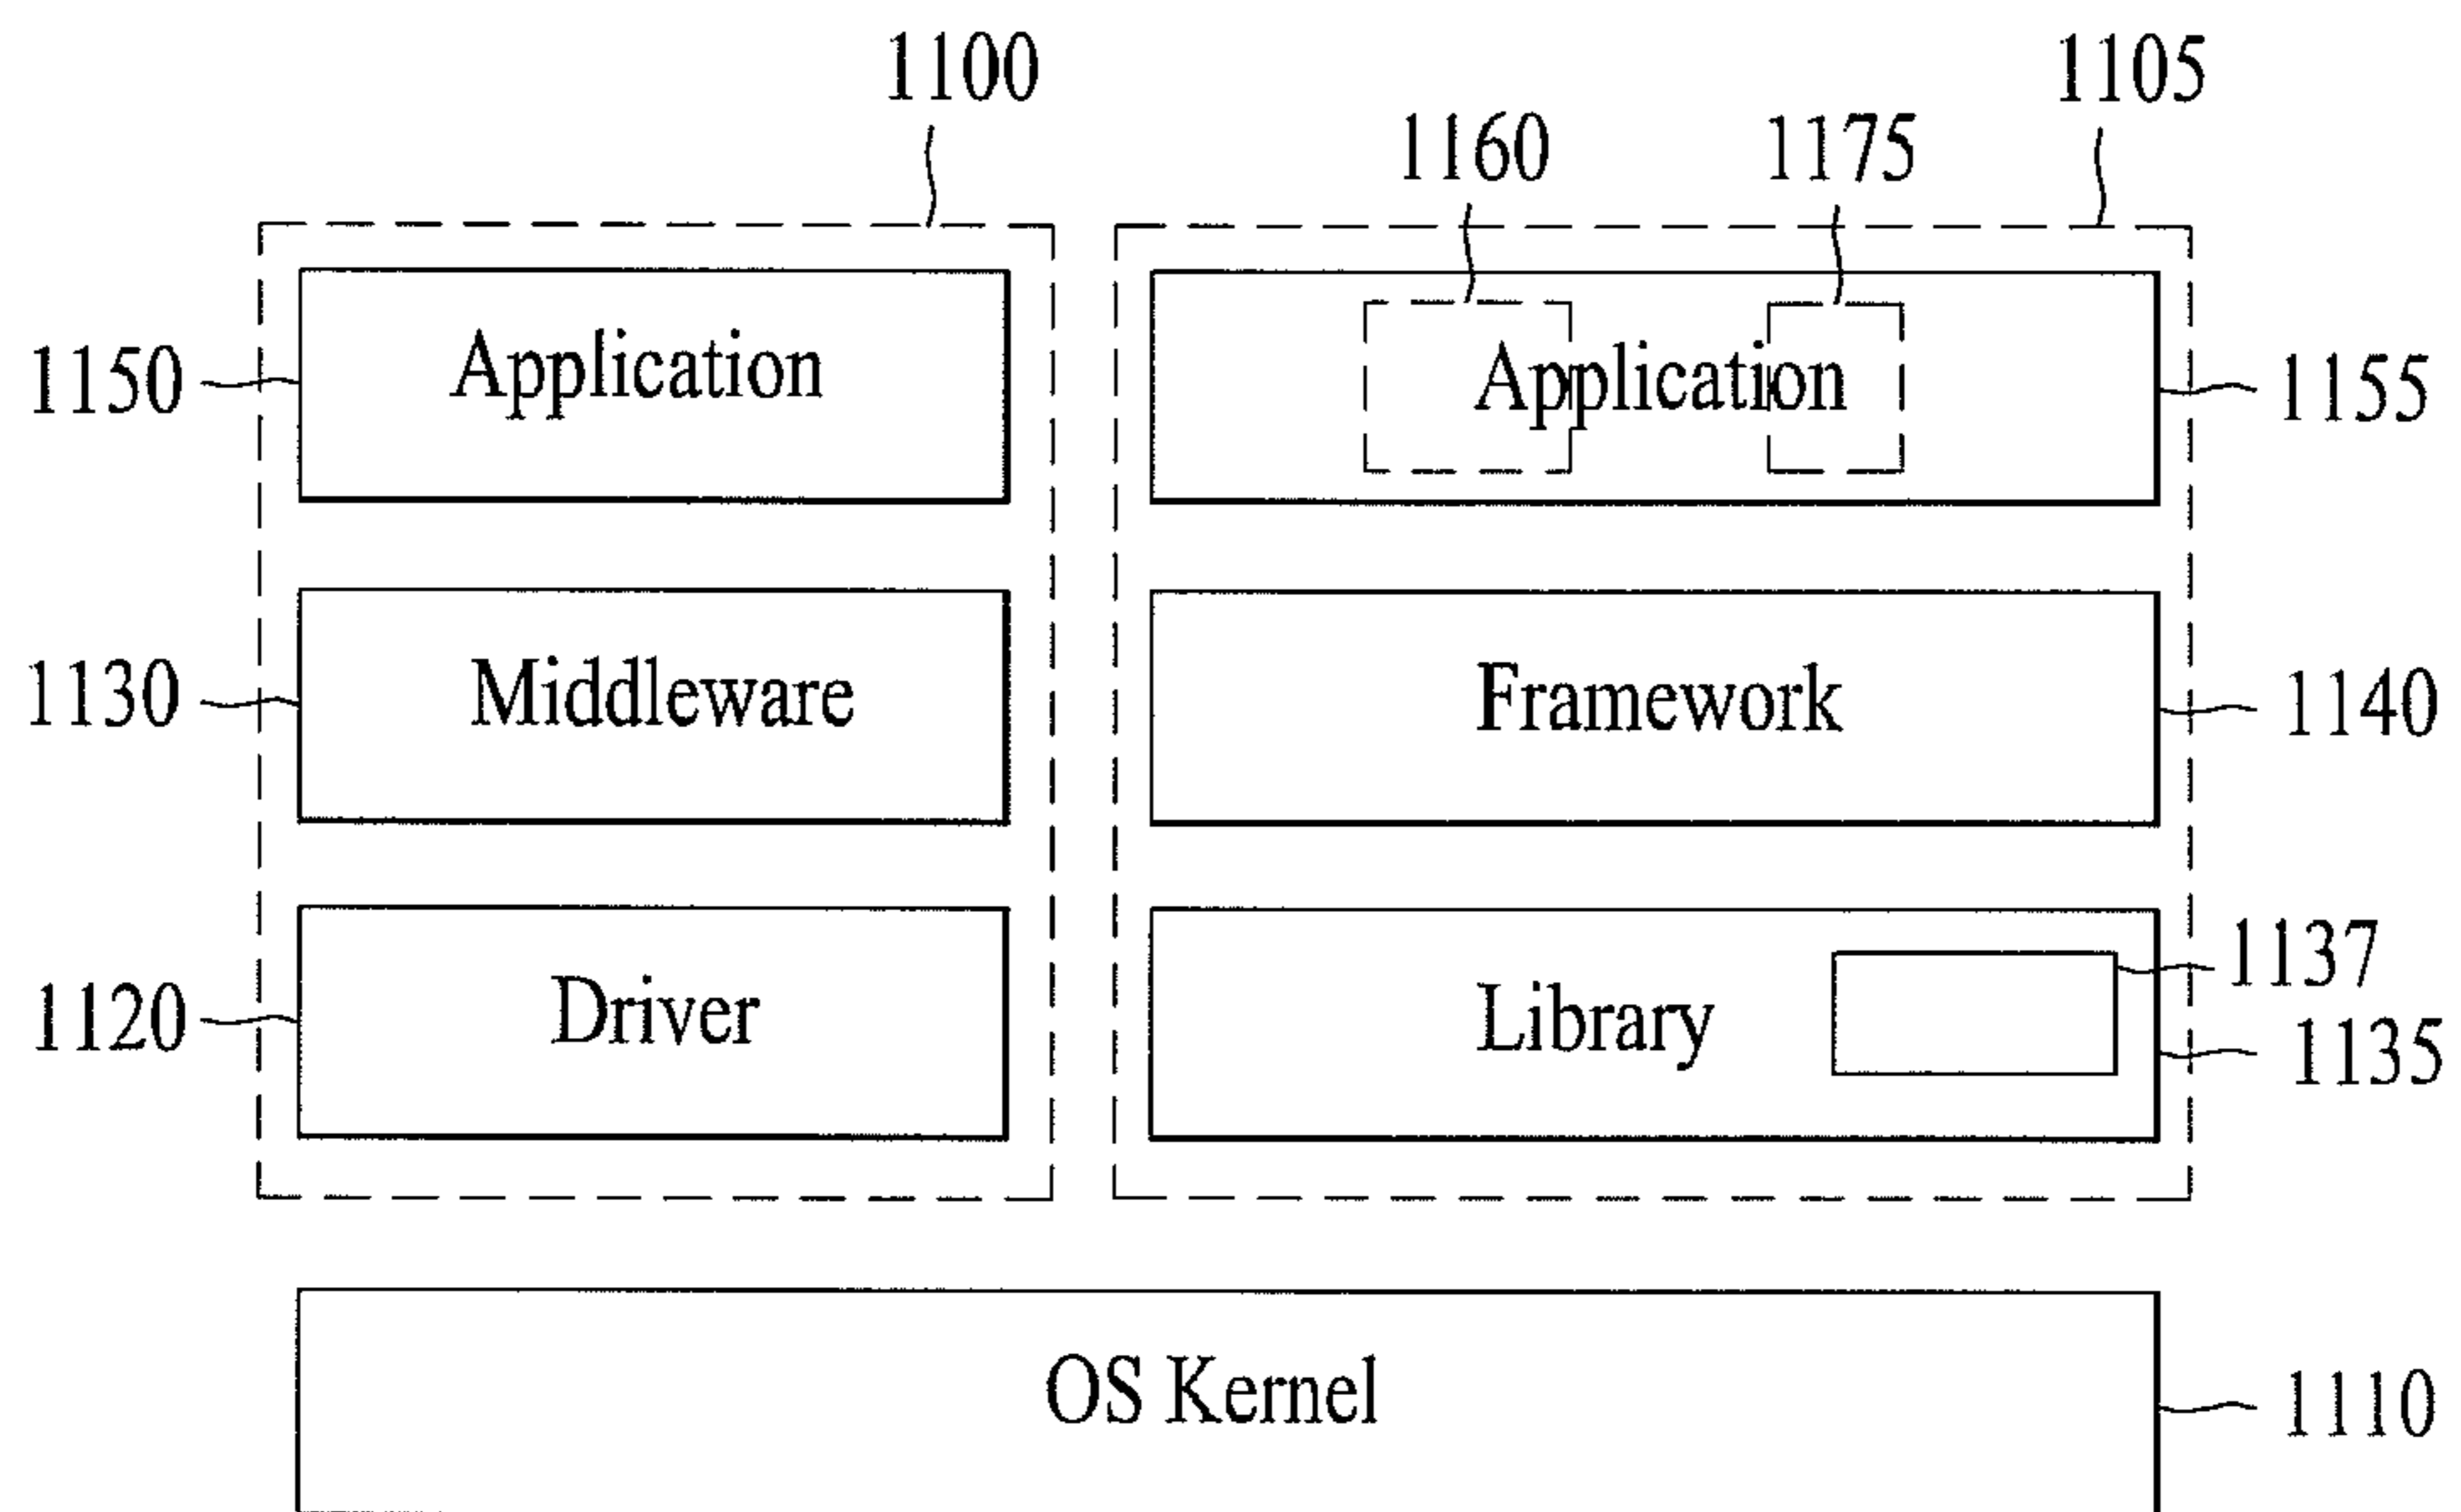 1100
1105
1160
1175
1150
Application
Application
1155
1130
Middleware
Framework
1140
1137
1120
Driver
Library
1135
OS Kernel
1110